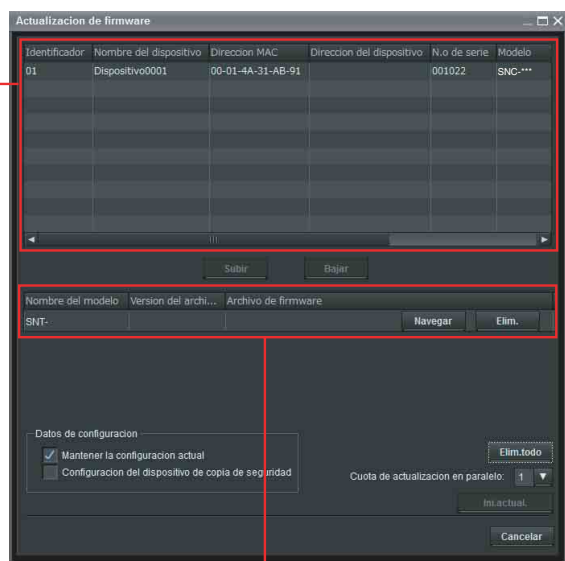 Actualizacion de firmware
Identificador Nombre del dispositivo Direccion MAC Direccion del dispositivo N.o de serie Modelo
01 Dispositivo0001 00-01-4A-31-AB-91 001022 SNC-***
Subir Bajar
Nombre del modelo Version del archi... Archivo de firmware
SNT- Navegar Elim.
Datos de configuracion
Mantener la configuracion actual
Configuracion del dispositivo de copia de seguridad
Elim.todo
Cuota de actualizacion en paralelo: 1
Ini.actual.
Cancelar